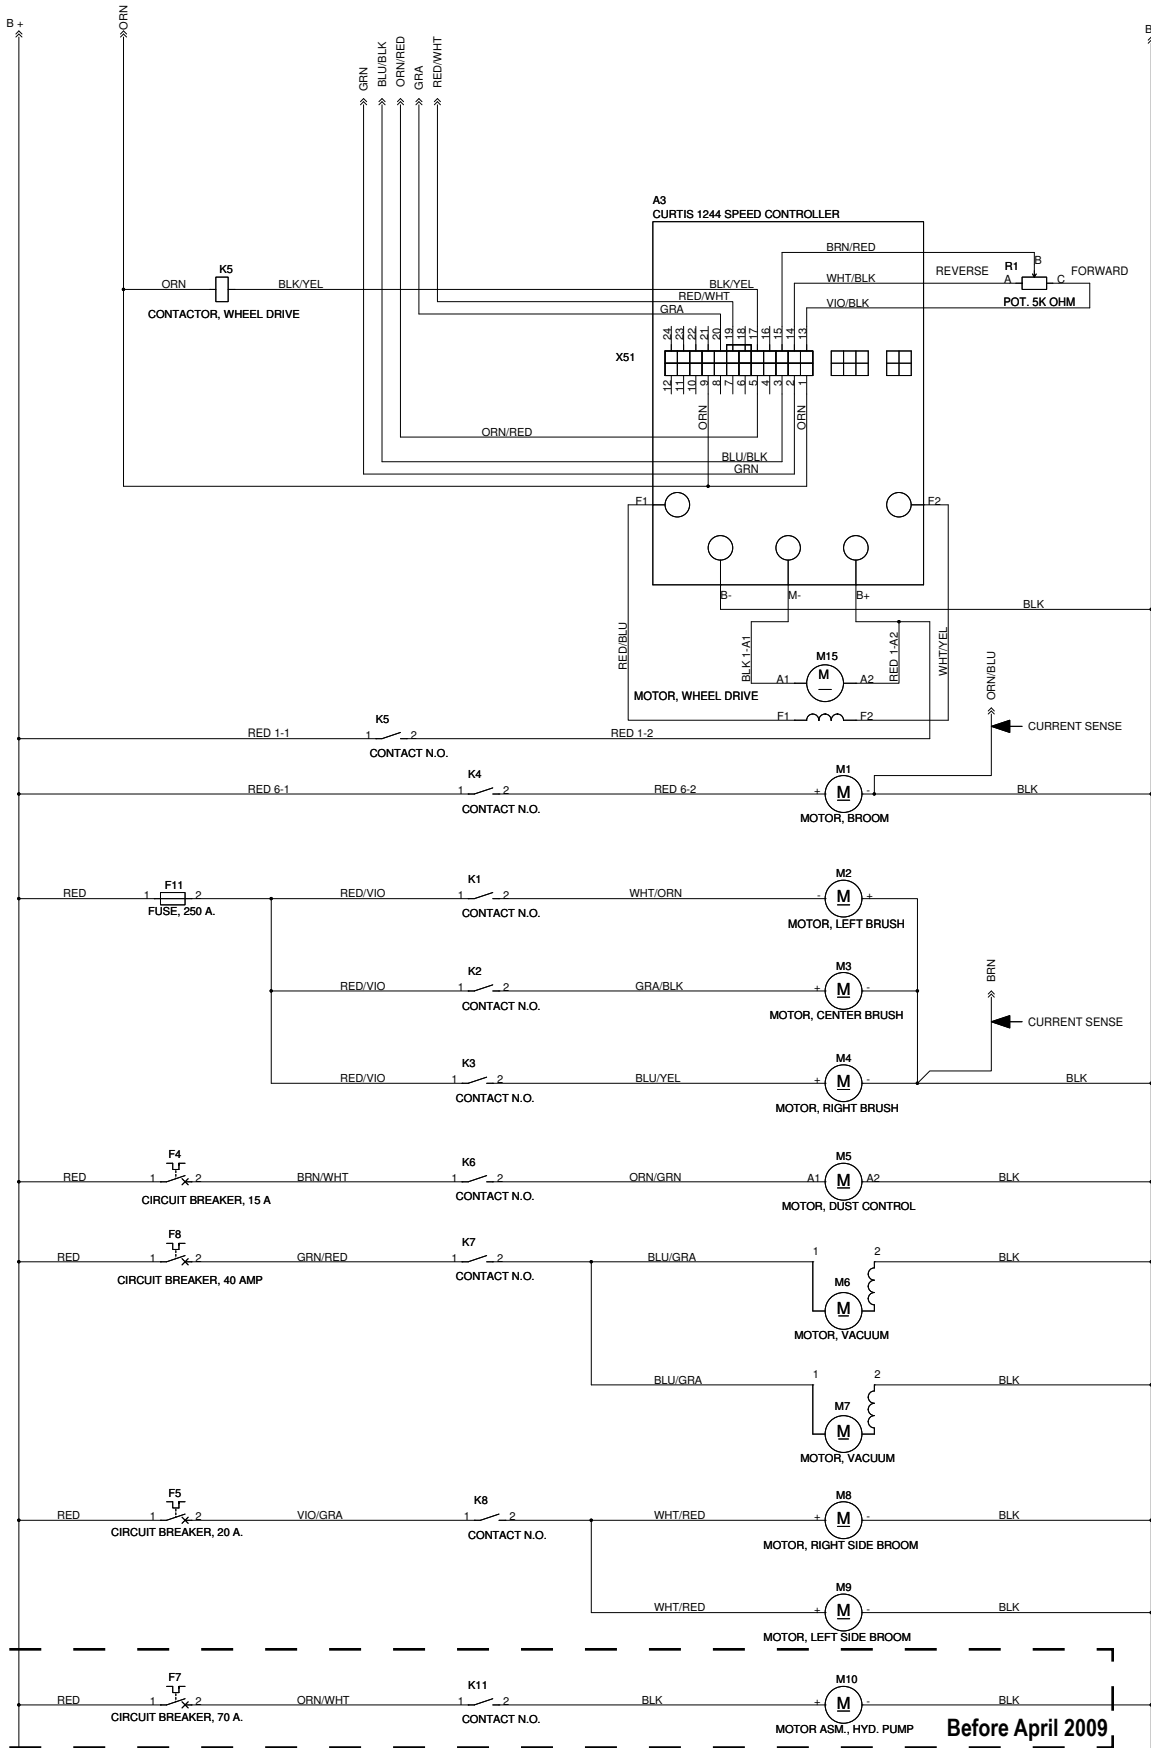 B +
ORN
B
GRN
BLU/BLK
ORN/RED
GRA
RED/WHT
A3
CURTIS 1244 SPEED CONTROLLER
BRN/RED
B
K5
REVERSE
R1
FORWARD
ORN
BLK/YEL
BLK/YEL
WHT/BLK
A
C
CONTACTOR, WHEEL DRIVE
RED/WHT
VIO/BLK
POT. 5K OHM
GRA
24 23 22 21 20 19 18 17 16 15 14 13
X51
12 11 10 9 8 7 6 5 4 3 2 1
ORN
ORN
ORN/RED
BLU/BLK
GRN
F1
F2
B-
M-
B+
BLK
RED/BLU
BLK 1-A1
M15
RED 1-A2
WHT/YEL
ORN/BLU
M
A1
A2
MOTOR, WHEEL DRIVE
F1
F2
CURRENT SENSE
K5
RED 1-1
1
2
RED 1-2
CONTACT N.O.
K4
M1
RED 6-1
1
2
RED 6-2
+
M
-
BLK
CONTACT N.O.
MOTOR, BROOM
F11
K1
M2
RED
1
2
RED/VIO
1
2
WHT/ORN
-
M
+
FUSE, 250 A.
CONTACT N.O.
MOTOR, LEFT BRUSH
K2
M3
BRN
RED/VIO
1
2
GRA/BLK
+
M
-
CONTACT N.O.
MOTOR, CENTER BRUSH
CURRENT SENSE
K3
M4
RED/VIO
1
2
BLU/YEL
+
M
-
BLK
CONTACT N.O.
MOTOR, RIGHT BRUSH
F4
K6
M5
RED
1
2
BRN/WHT
1
2
ORN/GRN
A1
M
A2
BLK
CIRCUIT BREAKER, 15 A
CONTACT N.O.
MOTOR, DUST CONTROL
F8
K7
RED
1
2
GRN/RED
1
2
BLU/GRA
1
2
BLK
CIRCUIT BREAKER, 40 AMP
CONTACT N.O.
M6
M
MOTOR, VACUUM
BLU/GRA
1
2
BLK
M7
M
MOTOR, VACUUM
F5
K8
M8
RED
1
2
VIO/GRA
1
2
WHT/RED
+
M
-
BLK
CIRCUIT BREAKER, 20 A.
CONTACT N.O.
MOTOR, RIGHT SIDE BROOM
M9
WHT/RED
+
M
-
BLK
MOTOR, LEFT SIDE BROOM
F7
K11
M10
RED
1
2
ORN/WHT
1
2
BLK
+
M
-
BLK
CIRCUIT BREAKER, 70 A.
CONTACT N.O.
MOTOR ASM., HYD. PUMP
Before April 2009